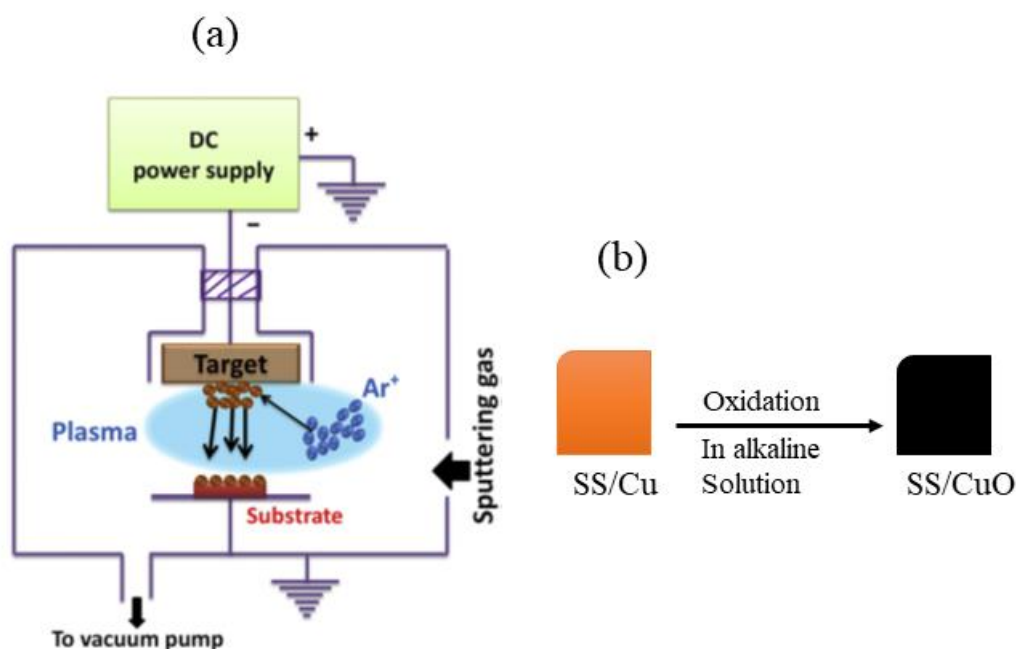 (a)
DC
power supply
+
−
Target
Ar+
Plasma
Sputtering gas
Substrate
To vacuum pump
(b)
Oxidation
In alkaline
Solution
SS/Cu
SS/CuO